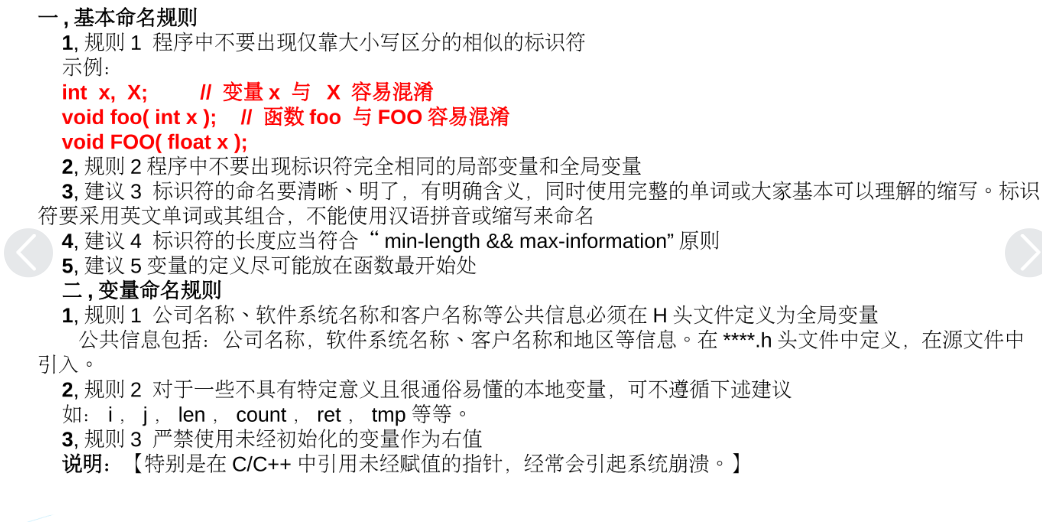 一 , 基本命名规则
1, 规则 1 程序中不要出现仅靠大小写区分的相似的标识符
示例：
int x, X; // 变量 x 与 X 容易混淆
void foo( int x ); // 函数 foo 与 FOO 容易混淆
void FOO( float x );
2, 规则 2 程序中不要出现标识符完全相同的局部变量和全局变量
3, 建议 3 标识符的命名要清晰、明了，有明确含义，同时使用完整的单词或大家基本可以理解的缩写。标识
符要采用英文单词或其组合，不能使用汉语拼音或缩写来命名
4, 建议 4 标识符的长度应当符合 “ min-length && max-information” 原则
5, 建议 5 变量的定义尽可能放在函数最开始处
二 , 变量命名规则
1, 规则 1 公司名称、软件系统名称和客户名称等公共信息必须在 H 头文件定义为全局变量
公共信息包括：公司名称，软件系统名称、客户名称和地区等信息。在 ****.h 头文件中定义，在源文件中
引入。
2, 规则 2 对于一些不具有特定意义且很通俗易懂的本地变量，可不遵循下述建议
如： i ， j ， len ， count ， ret ， tmp 等等。
3, 规则 3 严禁使用未经初始化的变量作为右值
说明：【特别是在 C/C++ 中引用未经赋值的指针，经常会引起系统崩溃。】